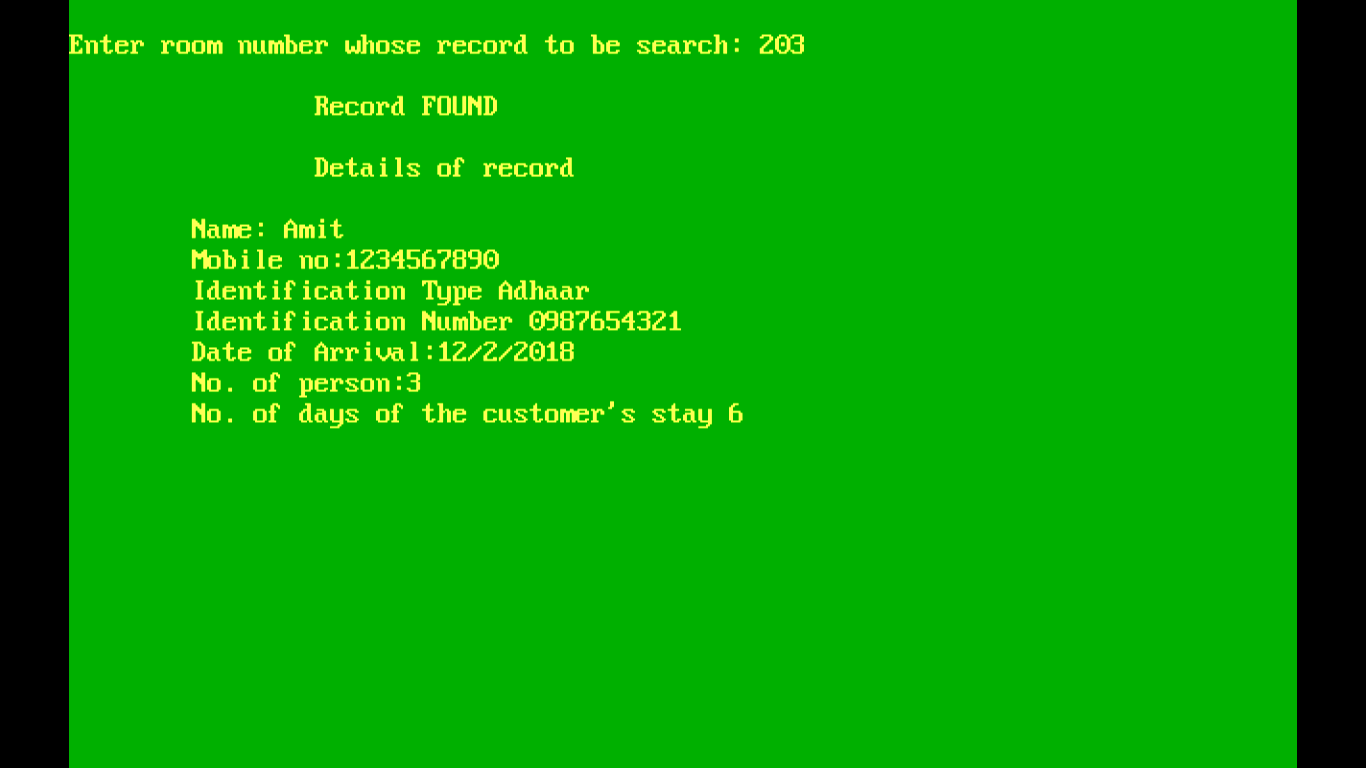 Enter room number whose record to be search: 203
Record FOUND
Details of record
Name: Amit
Mobile no:1234567890
Identification Type Adhaar
Identification Number 0987654321
Date of Arrival:12/2/2018
No. of person:3
No. of days of the customer's stay 6